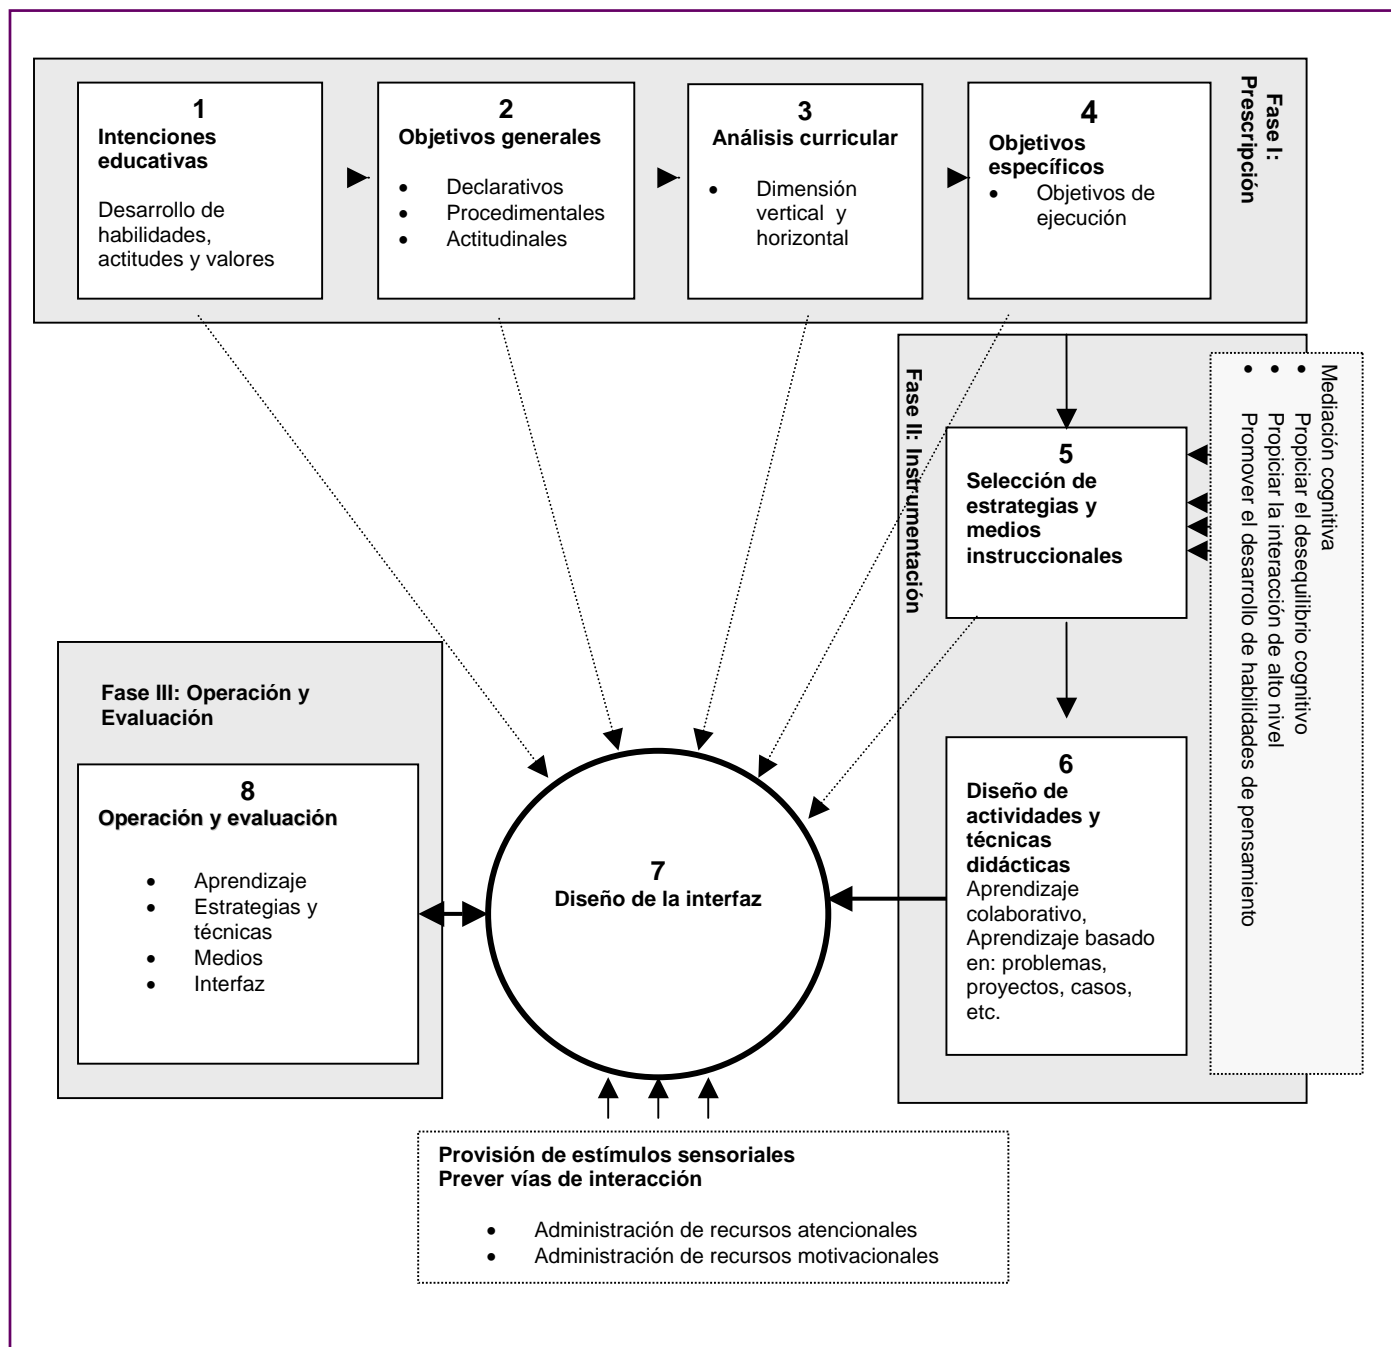 Fase I:
Prescripción
1
Intenciones
educativas
Desarrollo de
habilidades,
actitudes y valores
2
Objetivos generales
• Declarativos
• Procedimentales
• Actitudinales
3
Análisis curricular
• Dimensión
vertical y
horizontal
4
Objetivos
específicos
• Objetivos de
ejecución
Fase II: Instrumentación
5
Selección de
estrategias y
medios
instruccionales
Mediación cognitiva
• Propiciar el desequilibrio cognitivo
• Propiciar la interacción de alto nivel
• Promover el desarrollo de habilidades de pensamiento
6
Diseño de
actividades y
técnicas
didácticas
Aprendizaje
colaborativo,
Aprendizaje basado
en: problemas,
proyectos, casos,
etc.
7
Diseño de la interfaz
Fase III: Operación y
Evaluación
8
Operación y evaluación
• Aprendizaje
• Estrategias y
técnicas
• Medios
• Interfaz
Provisión de estímulos sensoriales
Prever vías de interacción
• Administración de recursos atencionales
• Administración de recursos motivacionales